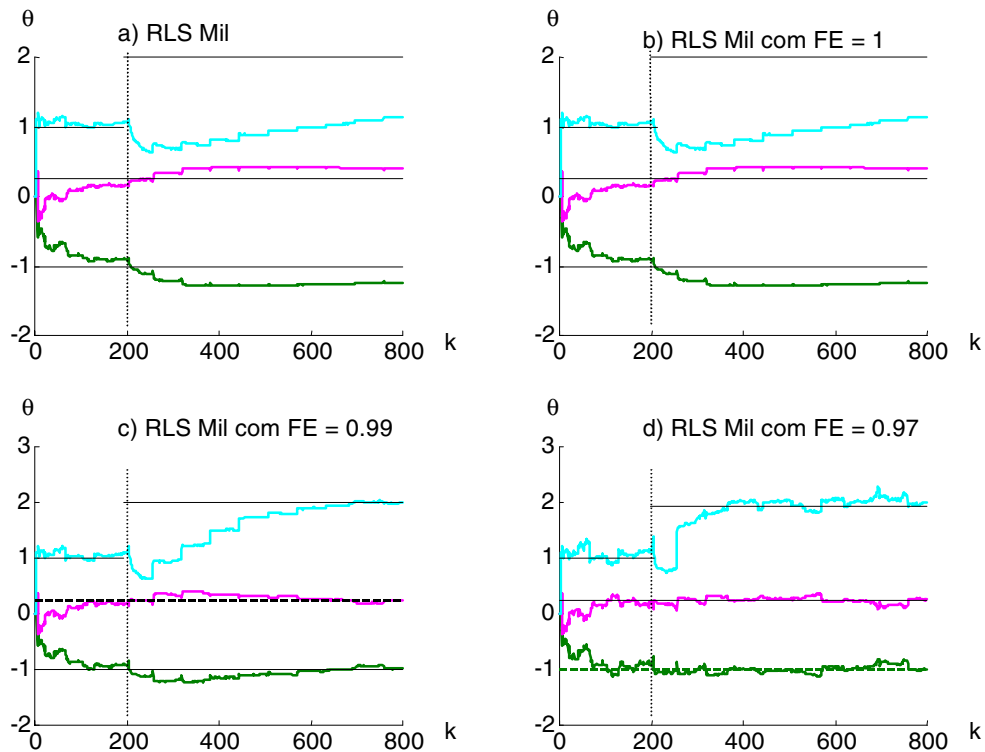 θ
a) RLS Mil
2
1
0
-1
-2
0 200 400 600 800 k
θ
b) RLS Mil com FE = 1
2
1
0
-1
-2
0 200 400 600 800 k
θ
c) RLS Mil com FE = 0.99
3
2
1
0
-1
-2
0 200 400 600 800 k
θ
d) RLS Mil com FE = 0.97
3
2
1
0
-1
-2
0 200 400 600 800 k